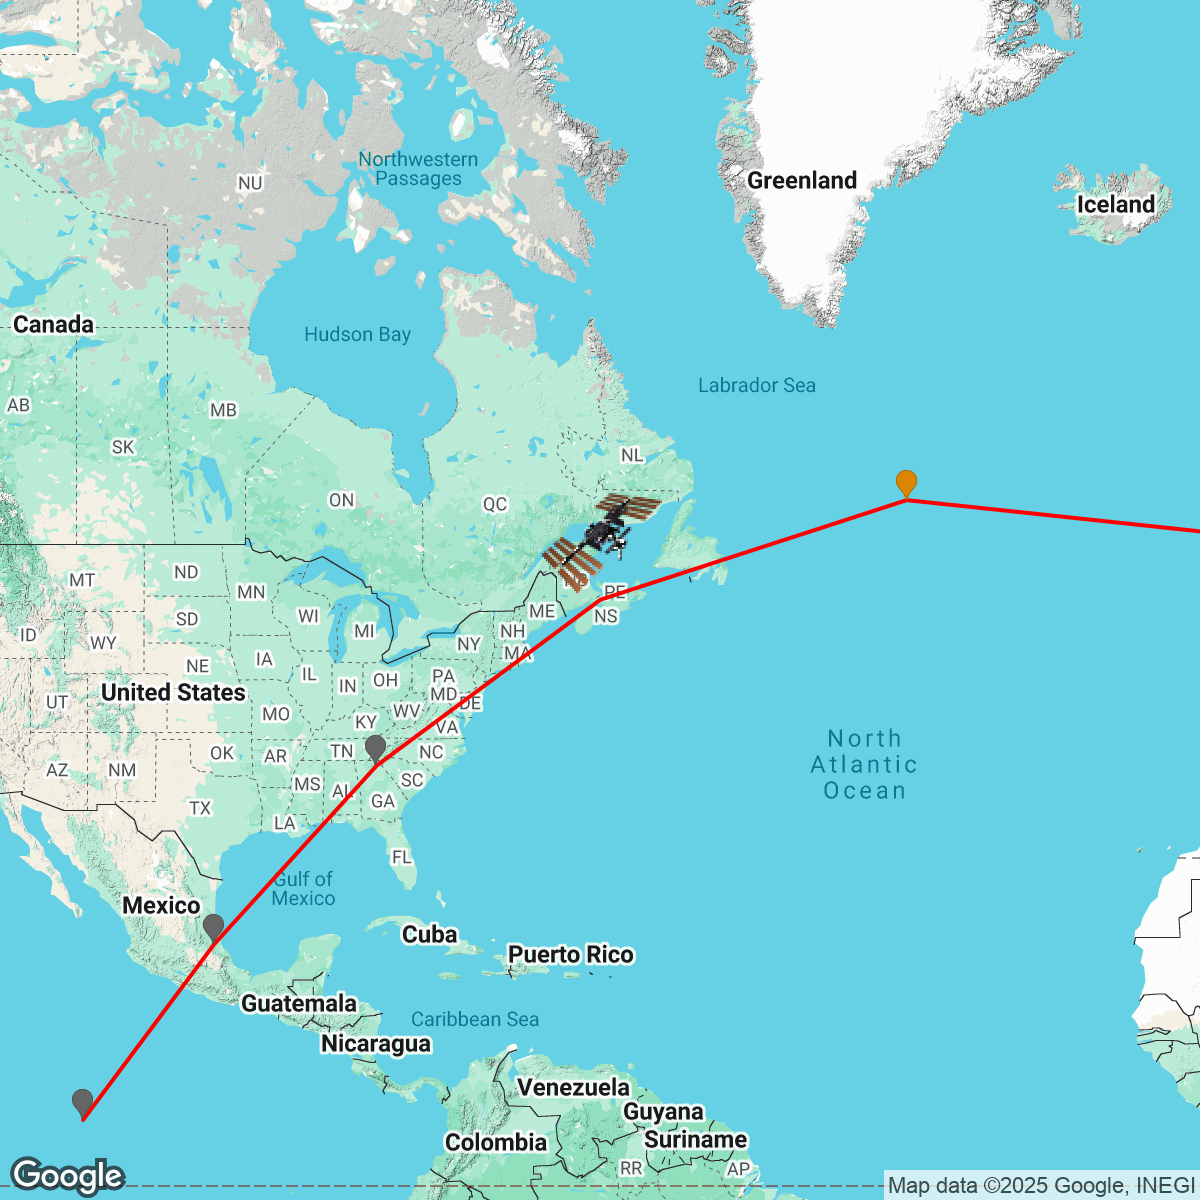 Northwestern
Passages
NU
Greenland
Iceland
Canada
Hudson Bay
Labrador Sea
AB
MB
SK
NL
ON
QC
MT
ND
MN
PE
ID
WY
SD
WI
MI
ME
NS
NH
NY
MA
NE
IA
IL
IN
OH
PA
United States
UT
MO
MD
DE
KY
WV
VA
North
Atlantic
Ocean
OK
AR
TN
NC
AZ
NM
MS
AL
SC
GA
TX
LA
FL
Gulf of
Mexico
Mexico
Cuba
Puerto Rico
Guatemala
Caribbean Sea
Nicaragua
Venezuela
Guyana
Colombia
Suriname
RR
AP
Google
Map data ©2025 Google, INEGI